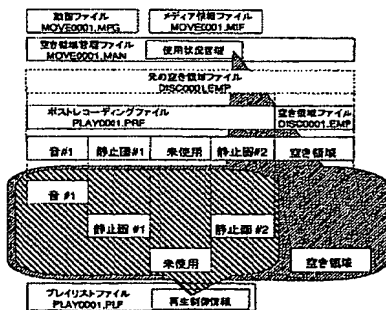 動画ファイル
MOVE0001.MPG
メディア情報ファイル
MOVE0001.MIF
空き領域管理ファイル
MOVE0001.MAN
使用状況管理
元の空き領域ファイル
DISC0001.EMP
ポストレコーディングファイル
PLAY0001.PRF
空き領域ファイル
DISC0001.EMP
音#1 静止画#1 未使用 静止画#2 空き領域
音 #1
静止画 #1 静止画 #2
未使用 空き領域
プレイリストファイル
PLAY0001.PLF
再生制御情報